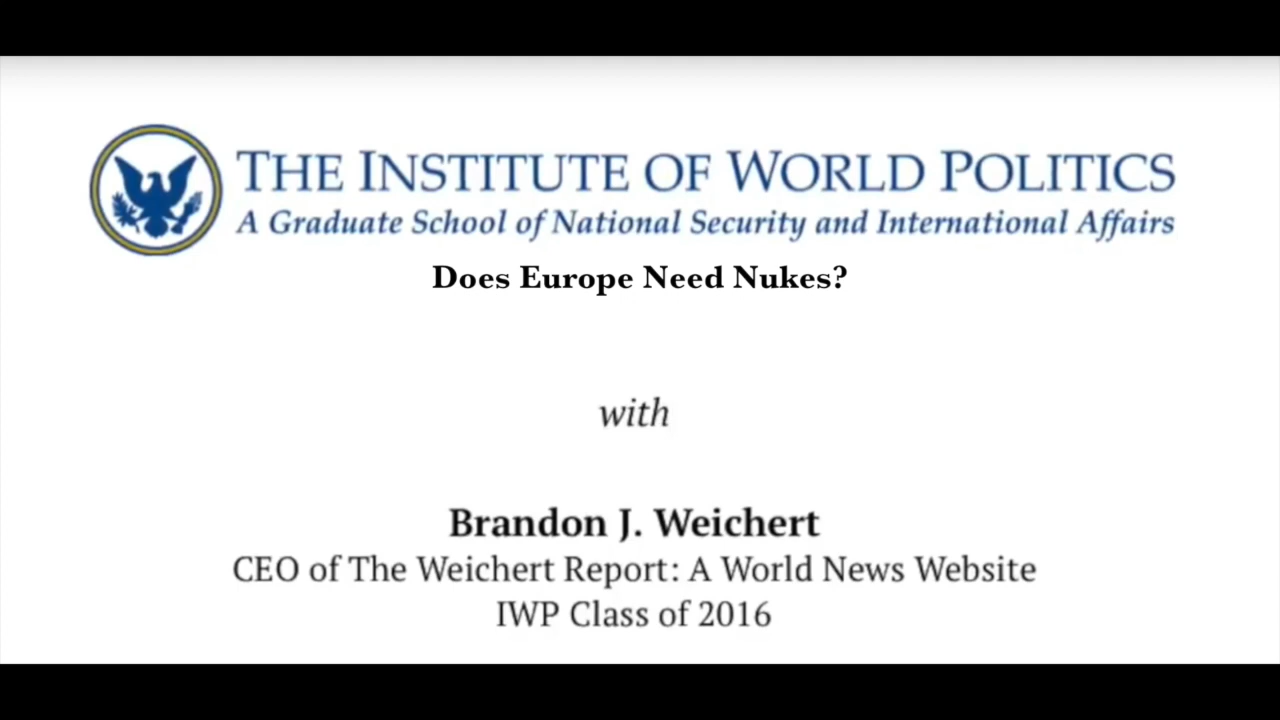 THE INSTITUTE OF WORLD POLITICS
A Graduate School of National Security and International Affairs
Does Europe Need Nukes?
with
Brandon J. Weichert
CEO of The Weichert Report: A World News Website
IWP Class of 2016